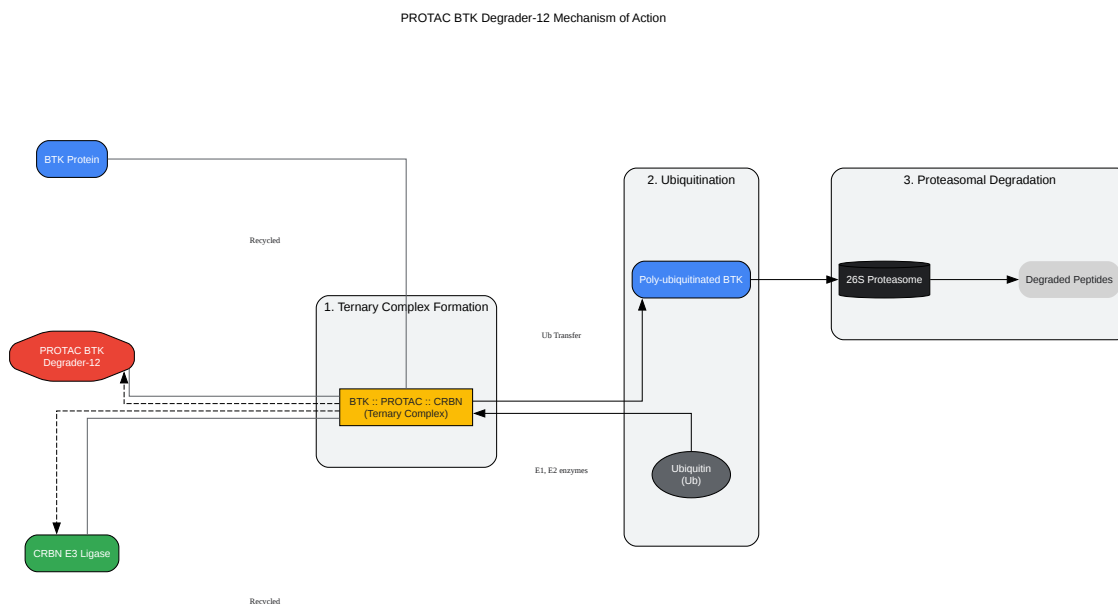 PROTAC BTK Degrader-12 Mechanism of Action
BTK Protein
Recycled
PROTAC BTK
Degrader-12
CRBN E3 Ligase
Recycled
1. Ternary Complex Formation
BTK :: PROTAC :: CRBN
(Ternary Complex)
Ub Transfer
E1, E2 enzymes
2. Ubiquitination
Poly-ubiquitinated BTK
Ubiquitin
(Ub)
3. Proteasomal Degradation
26S Proteasome
Degraded Peptides